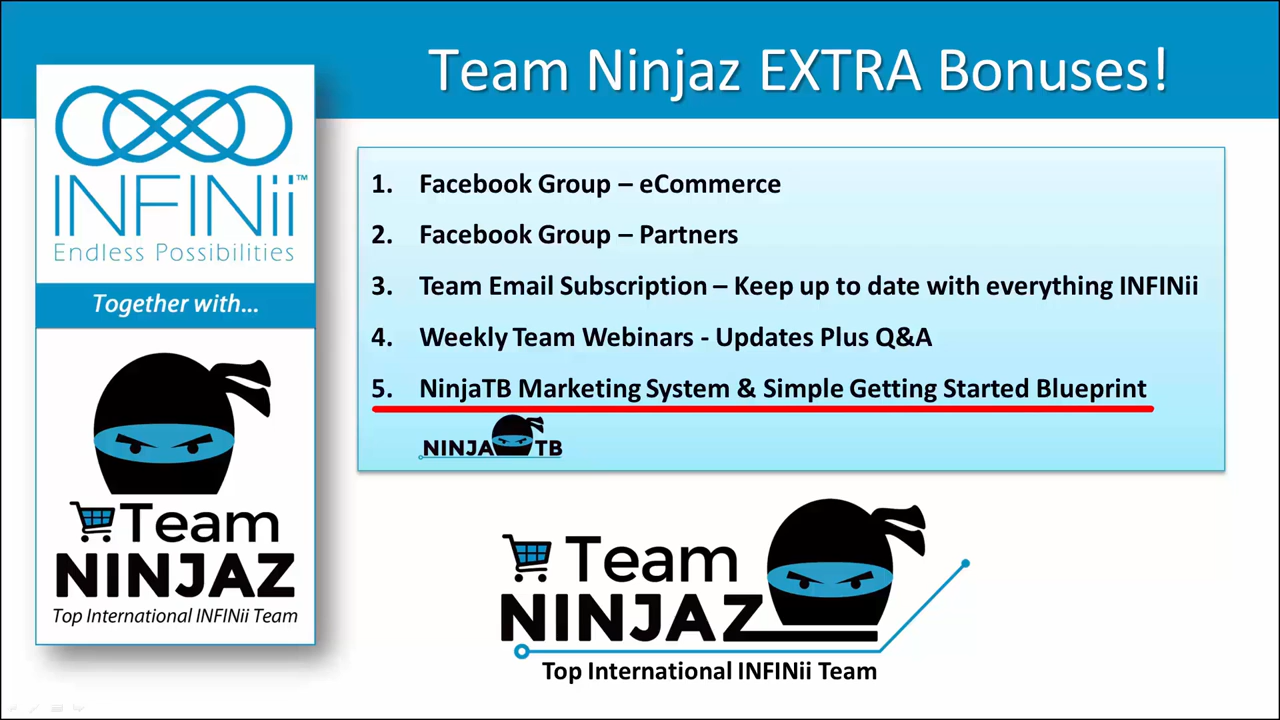 Team Ninjaz EXTRA Bonuses!
INFINii™
Endless Possibilities
Together with...
Team
NINJAZ
Top International INFINii Team
1. Facebook Group – eCommerce
2. Facebook Group – Partners
3. Team Email Subscription – Keep up to date with everything INFINii
4. Weekly Team Webinars - Updates Plus Q&A
5. NinjaTB Marketing System & Simple Getting Started Blueprint
NINJA TB
Team
NINJAZ
Top International INFINii Team